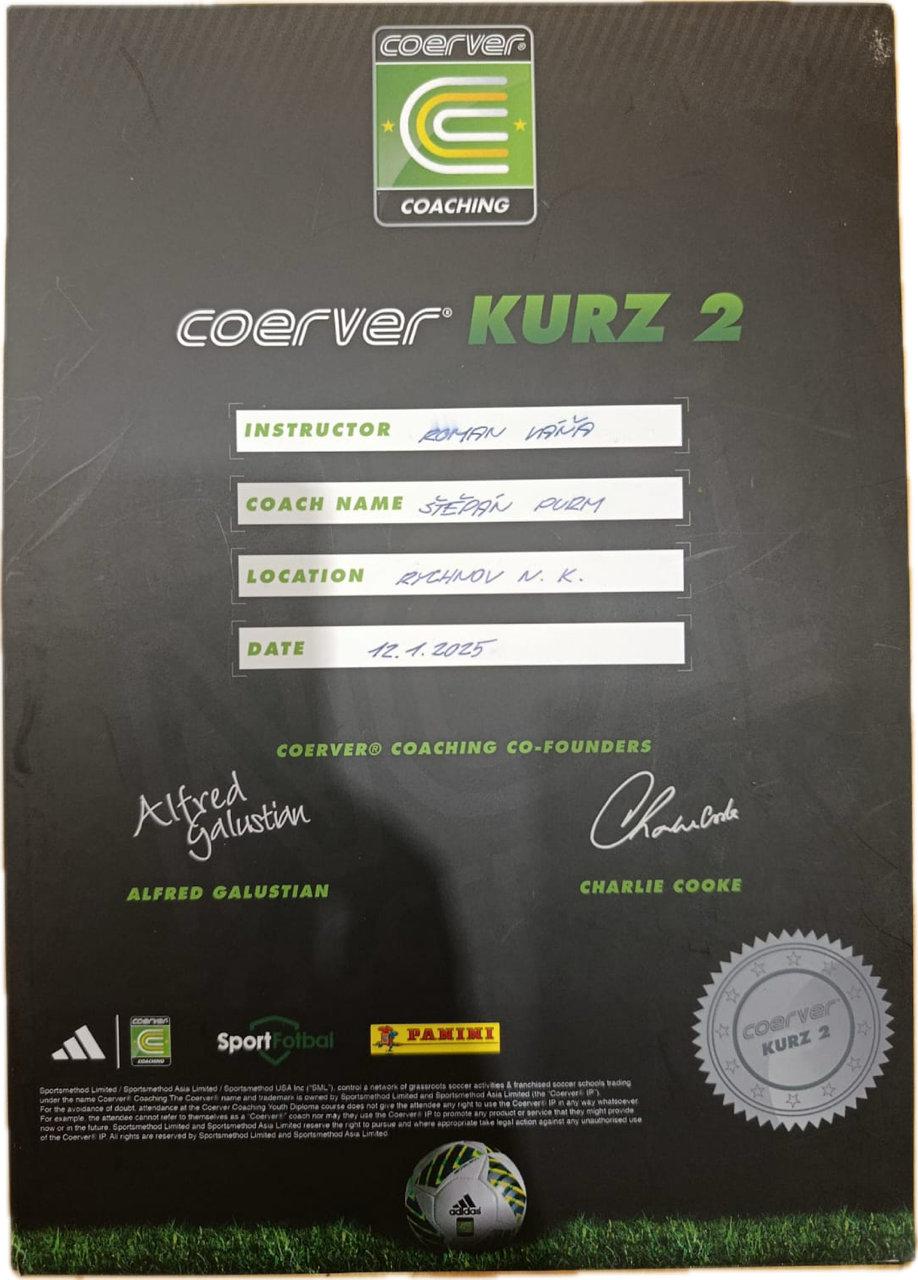 coerver®
COACHING
coerver® KURZ 2
INSTRUCTOR ROMAN VÁŇA
COACH NAME ŠTĚPÁN PURM
LOCATION RYCHNOV N. K.
DATE 12.1.2025
COERVER® COACHING CO-FOUNDERS
Alfred
Galustian
Charlie Cooke
ALFRED GALUSTIAN
CHARLIE COOKE
coerver
KURZ 2
coerver
COACHING
SportFotbal
PANINI
Sportsmethod Limited / Sportsmethod Asia Limited / Sportsmethod USA Inc ("SML"), control a network of grassroots soccer activities & franchised soccer schools trading
under the name Coerver® Coaching.The Coerver® name and trademark is owned by Sportsmethod Limited and Sportsmethod Asia Limited (the "Coerver® IP").
For the avoidance of doubt, attendance at the Coerver Coaching Youth Diploma course does not give the attendee any right to use the Coerver® IP in any way whatsoever.
For example, the attendee cannot refer to themselves as a "Coerver®" coach nor may they use the Coerver® IP to promote any product or service that they might provide
now or in the future. Sportsmethod Limited and Sportsmethod Asia Limited reserve the right to pursue and where appropriate take legal action against any unauthorised use
of the Coerver® IP. All rights are reserved by Sportsmethod Limited and Sportsmethod Asia Limited
adidas